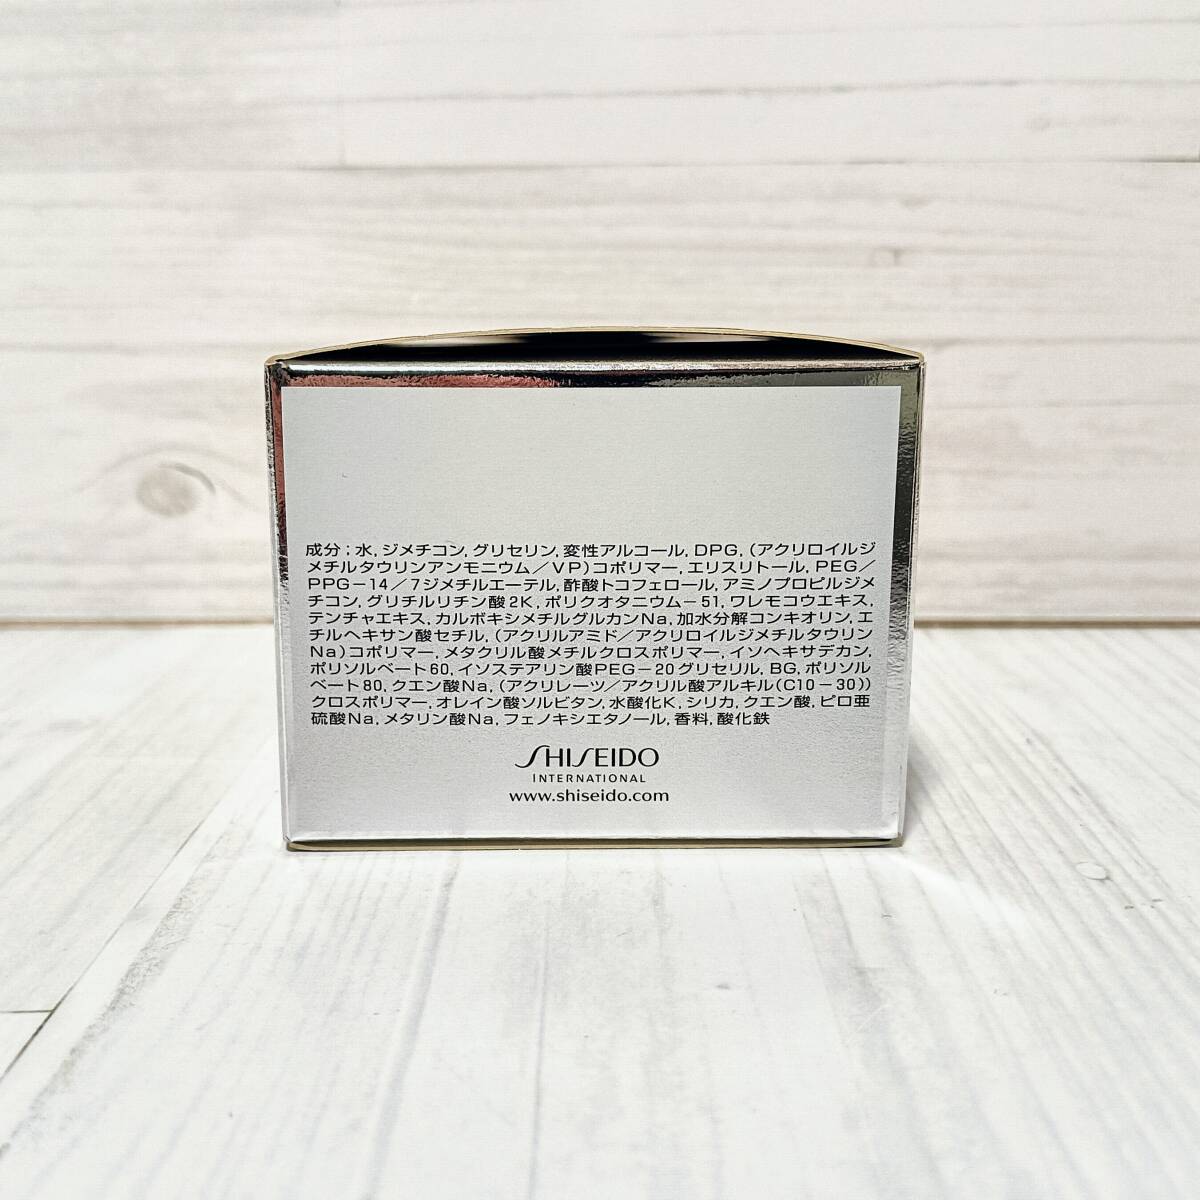 成分；水, ジメチコン, グリセリン, 変性アルコール, DPG, (アクリロイルジ
メチルタウリンアンモニウム／VP)コポリマー, エリスリトール, PEG／
PPG－14／7ジメチルエーテル, 酢酸トコフェロール, アミノプロピルジメ
チコン, グリチルリチン酸2K, ポリクオタニウム－51, ワレモコウエキス,
テンチャエキス, カルボキシメチルグルカンNa, 加水分解コンキオリン, エ
チルヘキサン酸セチル, (アクリルアミド／アクリロイルジメチルタウリン
Na)コポリマー, メタクリル酸メチルクロスポリマー, イソヘキサデカン,
ポリソルベート60, イソステアリン酸PEG－20グリセリル, BG, ポリソル
ベート80, クエン酸Na, (アクリレーツ／アクリル酸アルキル(C10－30))
クロスポリマー, オレイン酸ソルビタン, 水酸化K, シリカ, クエン酸, ピロ亜
硫酸Na, メタリン酸Na, フェノキシエタノール, 香料, 酸化鉄
SHISEIDO
INTERNATIONAL
www.shiseido.com